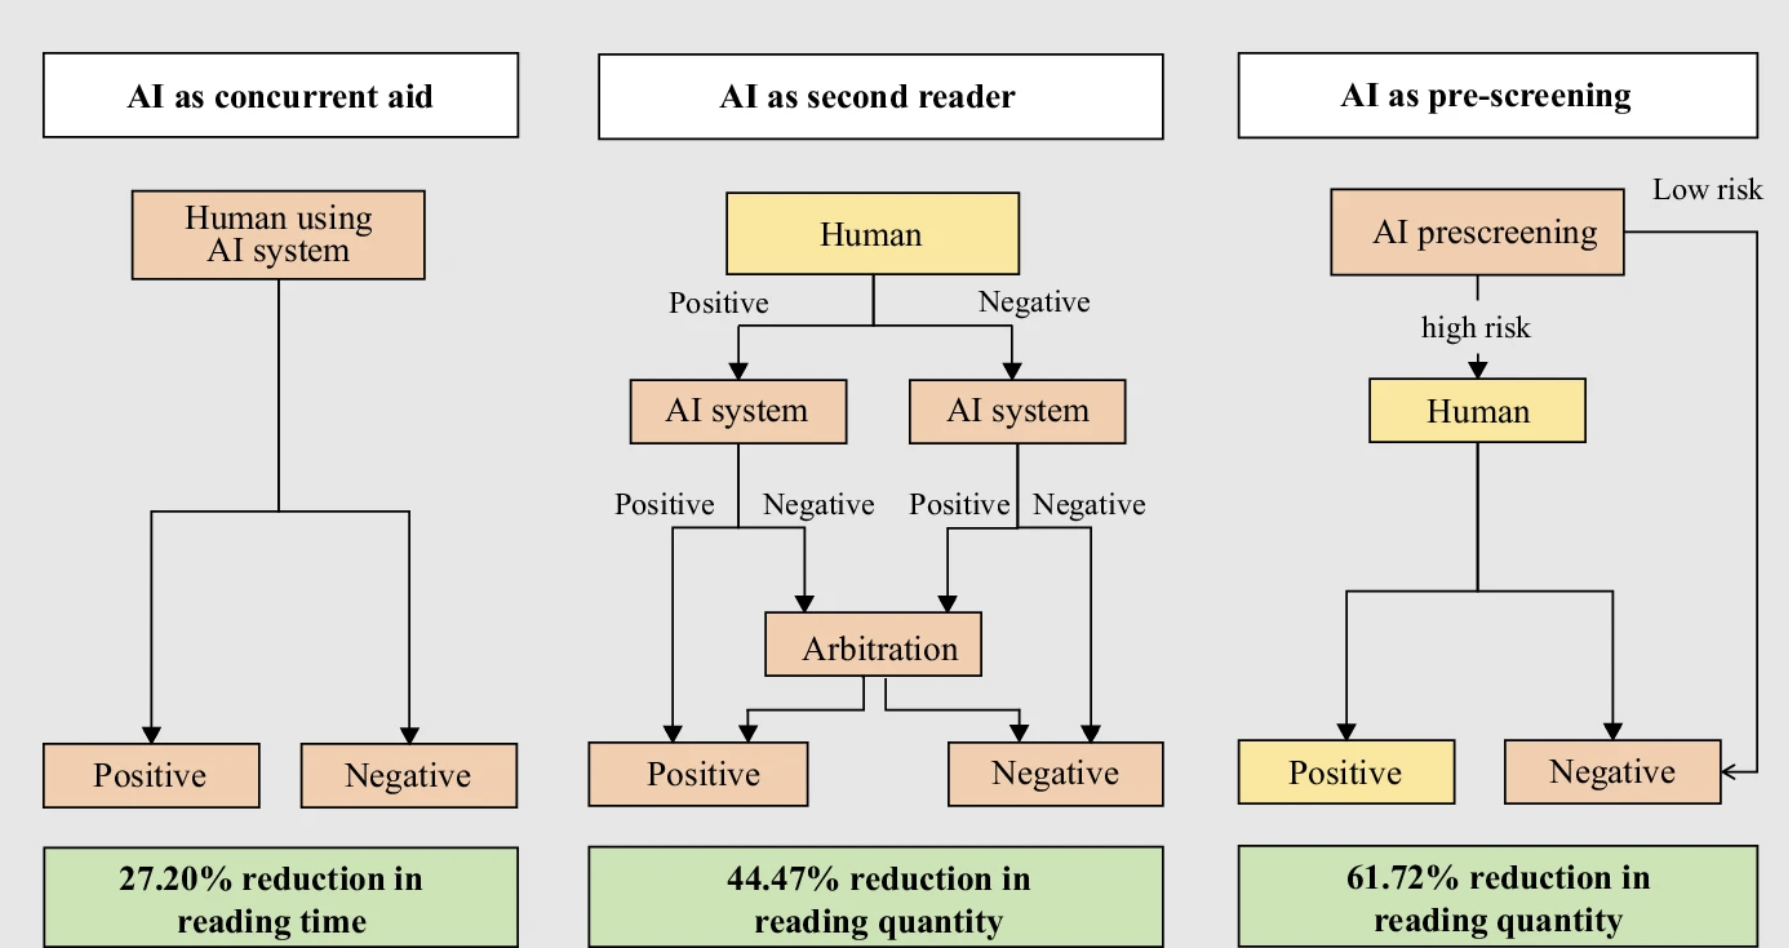 AI as concurrent aid
Human using
AI system
Positive
Negative
27.20% reduction in
reading time
AI as second reader
Human
Positive
Negative
AI system
AI system
Positive
Negative
Positive
Negative
Arbitration
Positive
Negative
44.47% reduction in
reading quantity
AI as pre-screening
Low risk
AI prescreening
high risk
Human
Positive
Negative
61.72% reduction in
reading quantity